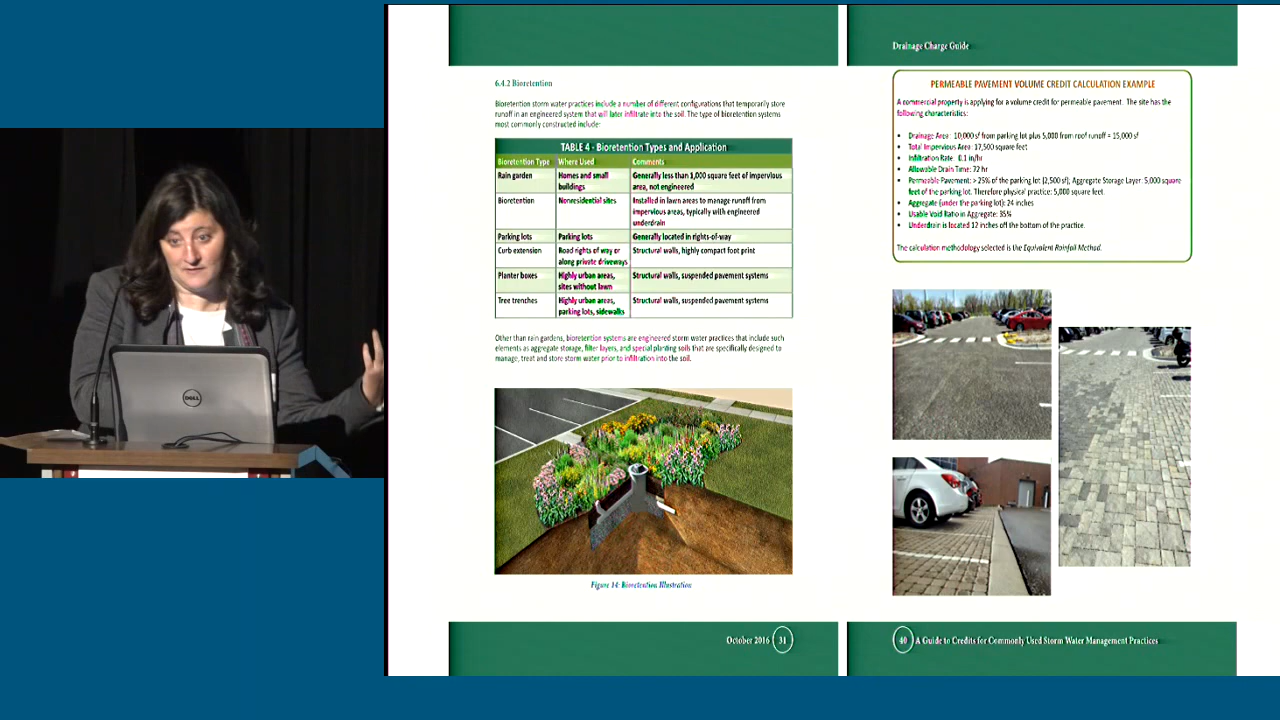 Drainage Charge Guide
6.4.2 Bioretention
Bioretention storm water practices include a number of different configurations that temporarily store
runoff in an engineered system that will later infiltrate into the soil. The type of bioretention systems
most commonly constructed include:
TABLE 4 - Bioretention Types and Application
Bioretention Type Where Used Comments
Rain garden Homes and small Generally less than 1,000 square feet of impervious
buildings area, not engineered
Bioretention Nonresidential sites Installed in lawn areas to manage runoff from
impervious areas, typically with engineered
underdrain
Parking lots Parking lots Generally located in rights-of-way
Curb extension Road rights of way or Structural walls, highly compact foot print
along private driveways
Planter boxes Highly urban areas, Structural walls, suspended pavement systems
sites without lawn
Tree trenches Highly urban areas, Structural walls, suspended pavement systems
parking lots, sidewalks
Other than rain gardens, bioretention systems are engineered storm water practices that include such
elements as aggregate storage, filter layers, and special planting soils that are specifically designed to
manage, treat and store storm water prior to infiltration into the soil.
Figure 14: Bioretention Illustration
October 2016 31
PERMEABLE PAVEMENT VOLUME CREDIT CALCULATION EXAMPLE
A commercial property is applying for a volume credit for permeable pavement. The site has the
following characteristics:
• Drainage Area: 10,000 sf from parking lot plus 5,000 from roof runoff = 15,000 sf
• Total Impervious Area: 17,500 square feet
• Infiltration Rate: 0.1 in/hr
• Allowable Drain Time: 72 hr
• Permeable Pavement: > 25% of the parking lot (2,500 sf), Aggregate Storage Layer: 5,000 square
feet of the parking lot. Therefore physical practice: 5,000 square feet.
• Aggregate (under the parking lot): 24 inches
• Usable Void Ratio in Aggregate: 35%
• Underdrain is located 12 inches off the bottom of the practice.
The calculation methodology selected is the Equivalent Rainfall Method.
40 A Guide to Credits for Commonly Used Storm Water Management Practices
DELL